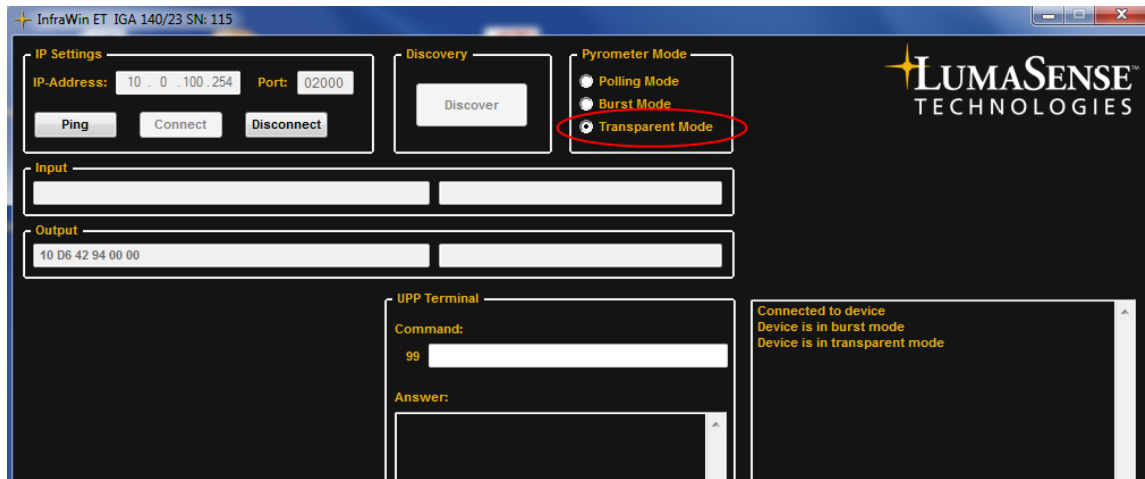 InfraWin ET IGA 140/23 SN: 115
IP Settings
IP-Address: 10 . 0 .100 .254 Port: 02000
Ping Connect Disconnect
Discovery
Discover
Pyrometer Mode
Polling Mode
Burst Mode
Transparent Mode
LUMASENSE™
TECHNOLOGIES
Input
Output
10 D6 42 94 00 00
UPP Terminal
Command:
99
Answer:
Connected to device
Device is in burst mode
Device is in transparent mode